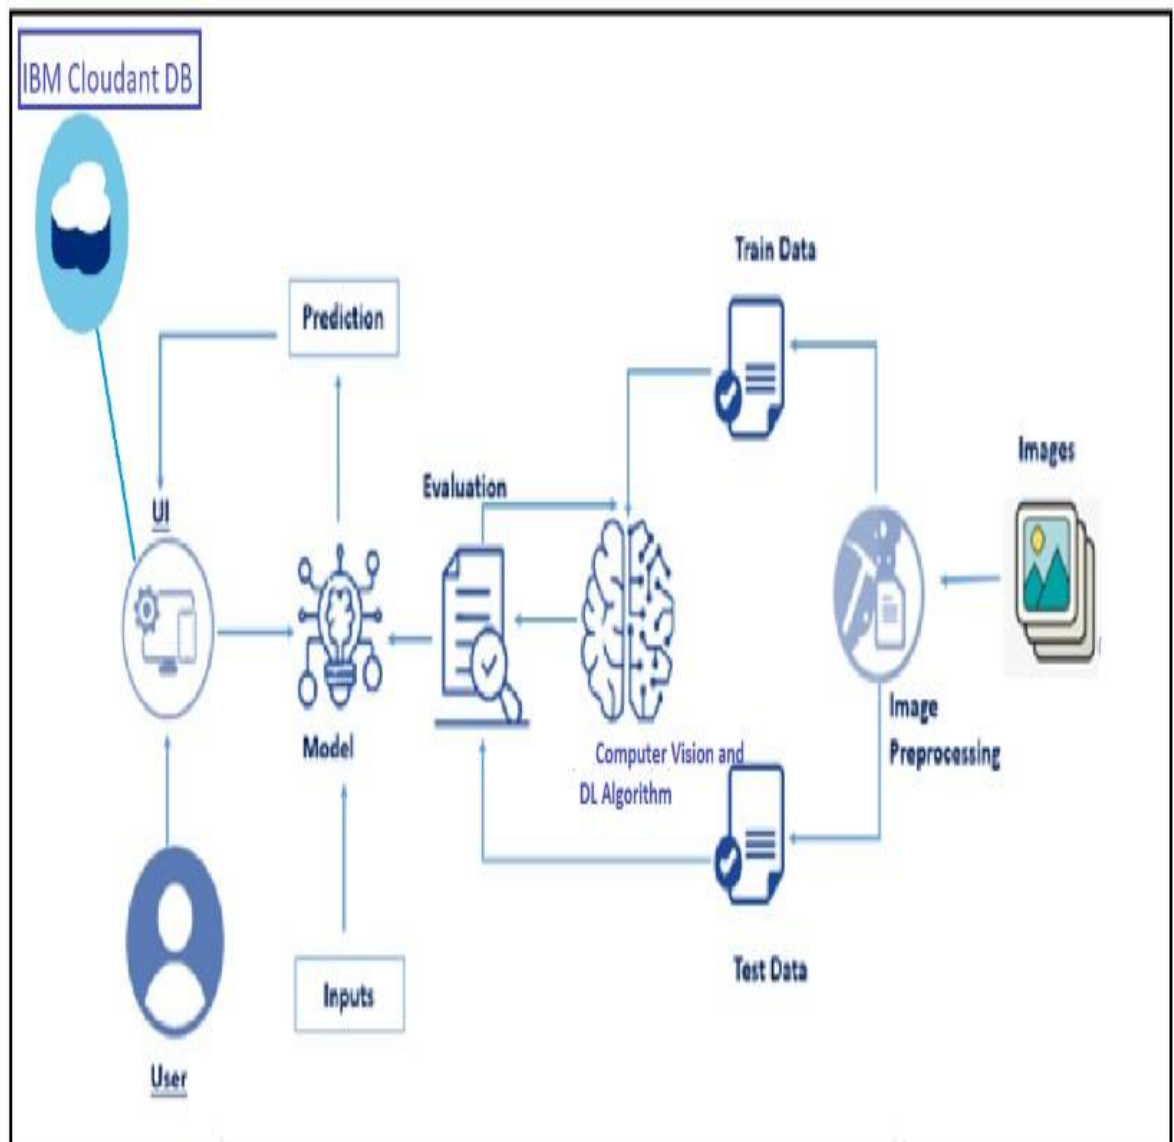 IBM Cloudant DB
Train Data
Prediction
Images
Evaluation
UI
Image
Preprocessing
Model
Computer Vision and
DL Algorithm
Test Data
Inputs
User